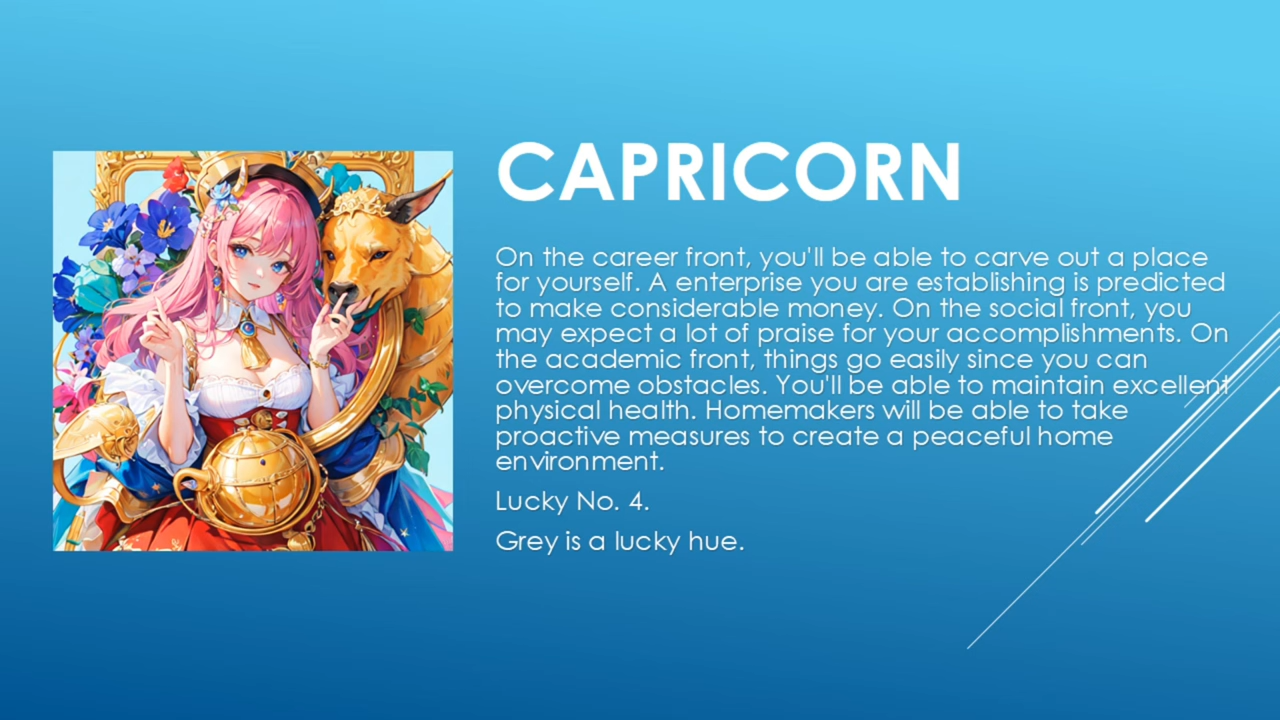 CAPRICORN
On the career front, you'll be able to carve out a place
for yourself. A enterprise you are establishing is predicted
to make considerable money. On the social front, you
may expect a lot of praise for your accomplishments. On
the academic front, things go easily since you can
overcome obstacles. You'll be able to maintain excellent
physical health. Homemakers will be able to take
proactive measures to create a peaceful home
environment.
Lucky No. 4.
Grey is a lucky hue.